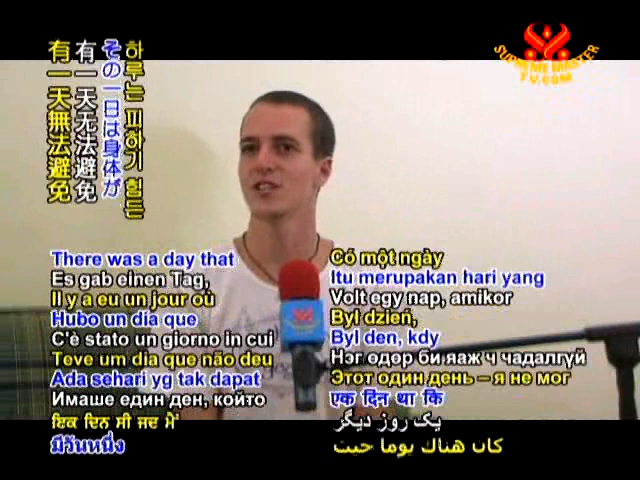 SUPREME MASTER
TV.COM
有一天無法避免
有一天无法避免
その一日は身体が
하루는 피하기 힘든
There was a day that
Es gab einen Tag,
Il y a eu un jour où
Hubo un día que
C'è stato un giorno in cui
Teve um dia que não deu
Ada sehari yg tak dapat
Имаше един ден, който
ਇਕ ਦਿਨ ਸੀ ਜਦ ਮੈਂ
มีวันหนึ่ง
Có một ngày
Itu merupakan hari yang
Volt egy nap, amikor
Był dzień,
Byl den, kdy
Нэг өдөр би яаж ч чадалгүй
Этот один день – я не мог
एक दिन था कि
یک روز دیگر
كان هناك يوما حيث